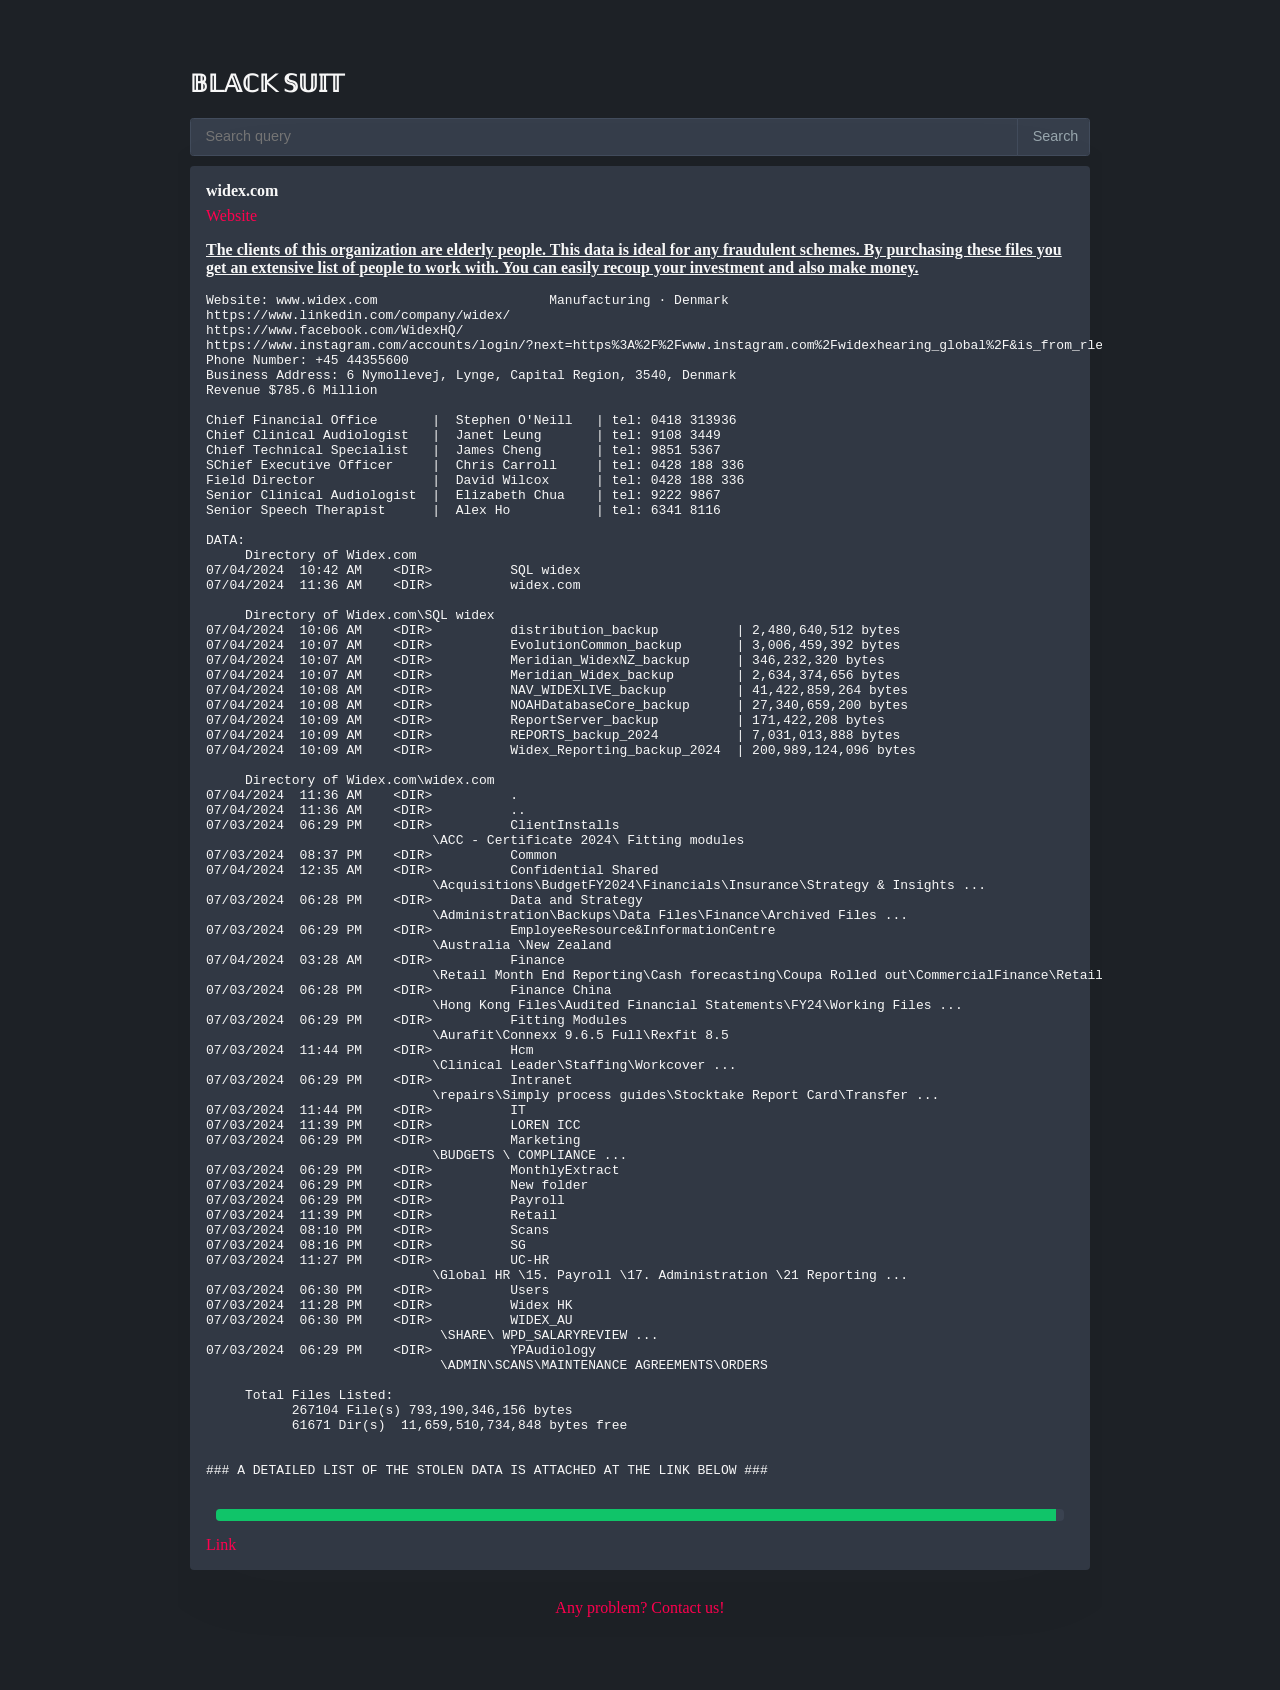 𝔹𝕃𝔸ℂ𝕂 𝕊𝕌𝕀𝕋
Search query
Search
widex.com
Website
The clients of this organization are elderly people. This data is ideal for any fraudulent schemes. By purchasing these files you
get an extensive list of people to work with. You can easily recoup your investment and also make money.
Website: www.widex.com                      Manufacturing · Denmark
https://www.linkedin.com/company/widex/
https://www.facebook.com/WidexHQ/
https://www.instagram.com/accounts/login/?next=https%3A%2F%2Fwww.instagram.com%2Fwidexhearing_global%2F&is_from_rle
Phone Number: +45 44355600
Business Address: 6 Nymollevej, Lynge, Capital Region, 3540, Denmark
Revenue $785.6 Million
Chief Financial Office       |  Stephen O'Neill   | tel: 0418 313936
Chief Clinical Audiologist   |  Janet Leung       | tel: 9108 3449
Chief Technical Specialist   |  James Cheng       | tel: 9851 5367
SChief Executive Officer     |  Chris Carroll     | tel: 0428 188 336
Field Director               |  David Wilcox      | tel: 0428 188 336
Senior Clinical Audiologist  |  Elizabeth Chua    | tel: 9222 9867
Senior Speech Therapist      |  Alex Ho           | tel: 6341 8116
DATA:
Directory of Widex.com
07/04/2024  10:42 AM    <DIR>          SQL widex
07/04/2024  11:36 AM    <DIR>          widex.com
Directory of Widex.com\SQL widex
07/04/2024  10:06 AM    <DIR>          distribution_backup          | 2,480,640,512 bytes
07/04/2024  10:07 AM    <DIR>          EvolutionCommon_backup       | 3,006,459,392 bytes
07/04/2024  10:07 AM    <DIR>          Meridian_WidexNZ_backup      | 346,232,320 bytes
07/04/2024  10:07 AM    <DIR>          Meridian_Widex_backup        | 2,634,374,656 bytes
07/04/2024  10:08 AM    <DIR>          NAV_WIDEXLIVE_backup         | 41,422,859,264 bytes
07/04/2024  10:08 AM    <DIR>          NOAHDatabaseCore_backup      | 27,340,659,200 bytes
07/04/2024  10:09 AM    <DIR>          ReportServer_backup          | 171,422,208 bytes
07/04/2024  10:09 AM    <DIR>          REPORTS_backup_2024          | 7,031,013,888 bytes
07/04/2024  10:09 AM    <DIR>          Widex_Reporting_backup_2024  | 200,989,124,096 bytes
Directory of Widex.com\widex.com
07/04/2024  11:36 AM    <DIR>          .
07/04/2024  11:36 AM    <DIR>          ..
07/03/2024  06:29 PM    <DIR>          ClientInstalls
\ACC - Certificate 2024\ Fitting modules
07/03/2024  08:37 PM    <DIR>          Common
07/04/2024  12:35 AM    <DIR>          Confidential Shared
\Acquisitions\BudgetFY2024\Financials\Insurance\Strategy & Insights ...
07/03/2024  06:28 PM    <DIR>          Data and Strategy
\Administration\Backups\Data Files\Finance\Archived Files ...
07/03/2024  06:29 PM    <DIR>          EmployeeResource&InformationCentre
\Australia \New Zealand
07/04/2024  03:28 AM    <DIR>          Finance
\Retail Month End Reporting\Cash forecasting\Coupa Rolled out\CommercialFinance\Retail
07/03/2024  06:28 PM    <DIR>          Finance China
\Hong Kong Files\Audited Financial Statements\FY24\Working Files ...
07/03/2024  06:29 PM    <DIR>          Fitting Modules
\Aurafit\Connexx 9.6.5 Full\Rexfit 8.5
07/03/2024  11:44 PM    <DIR>          Hcm
\Clinical Leader\Staffing\Workcover ...
07/03/2024  06:29 PM    <DIR>          Intranet
\repairs\Simply process guides\Stocktake Report Card\Transfer ...
07/03/2024  11:44 PM    <DIR>          IT
07/03/2024  11:39 PM    <DIR>          LOREN ICC
07/03/2024  06:29 PM    <DIR>          Marketing
\BUDGETS \ COMPLIANCE ...
07/03/2024  06:29 PM    <DIR>          MonthlyExtract
07/03/2024  06:29 PM    <DIR>          New folder
07/03/2024  06:29 PM    <DIR>          Payroll
07/03/2024  11:39 PM    <DIR>          Retail
07/03/2024  08:10 PM    <DIR>          Scans
07/03/2024  08:16 PM    <DIR>          SG
07/03/2024  11:27 PM    <DIR>          UC-HR
\Global HR \15. Payroll \17. Administration \21 Reporting ...
07/03/2024  06:30 PM    <DIR>          Users
07/03/2024  11:28 PM    <DIR>          Widex HK
07/03/2024  06:30 PM    <DIR>          WIDEX_AU
\SHARE\ WPD_SALARYREVIEW ...
07/03/2024  06:29 PM    <DIR>          YPAudiology
\ADMIN\SCANS\MAINTENANCE AGREEMENTS\ORDERS
Total Files Listed:
267104 File(s) 793,190,346,156 bytes
61671 Dir(s)  11,659,510,734,848 bytes free
### A DETAILED LIST OF THE STOLEN DATA IS ATTACHED AT THE LINK BELOW ###
Link
Any problem? Contact us!